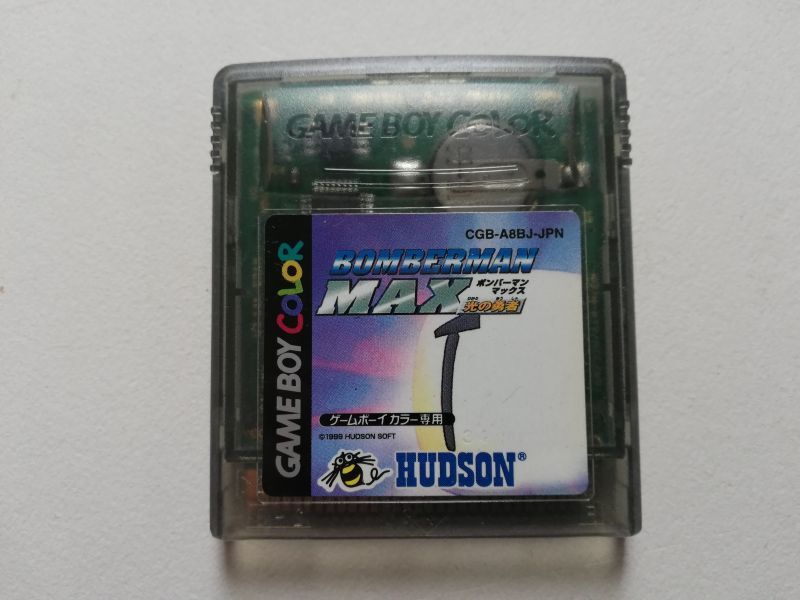 GAME BOY COLOR
CGB-A8BJ-JPN
BOMBERMAN
MAX
ボンバーマン
マックス
光の勇者
ゲームボーイカラー専用
©1999 HUDSON SOFT
HUDSON®
GAME BOY COLOR